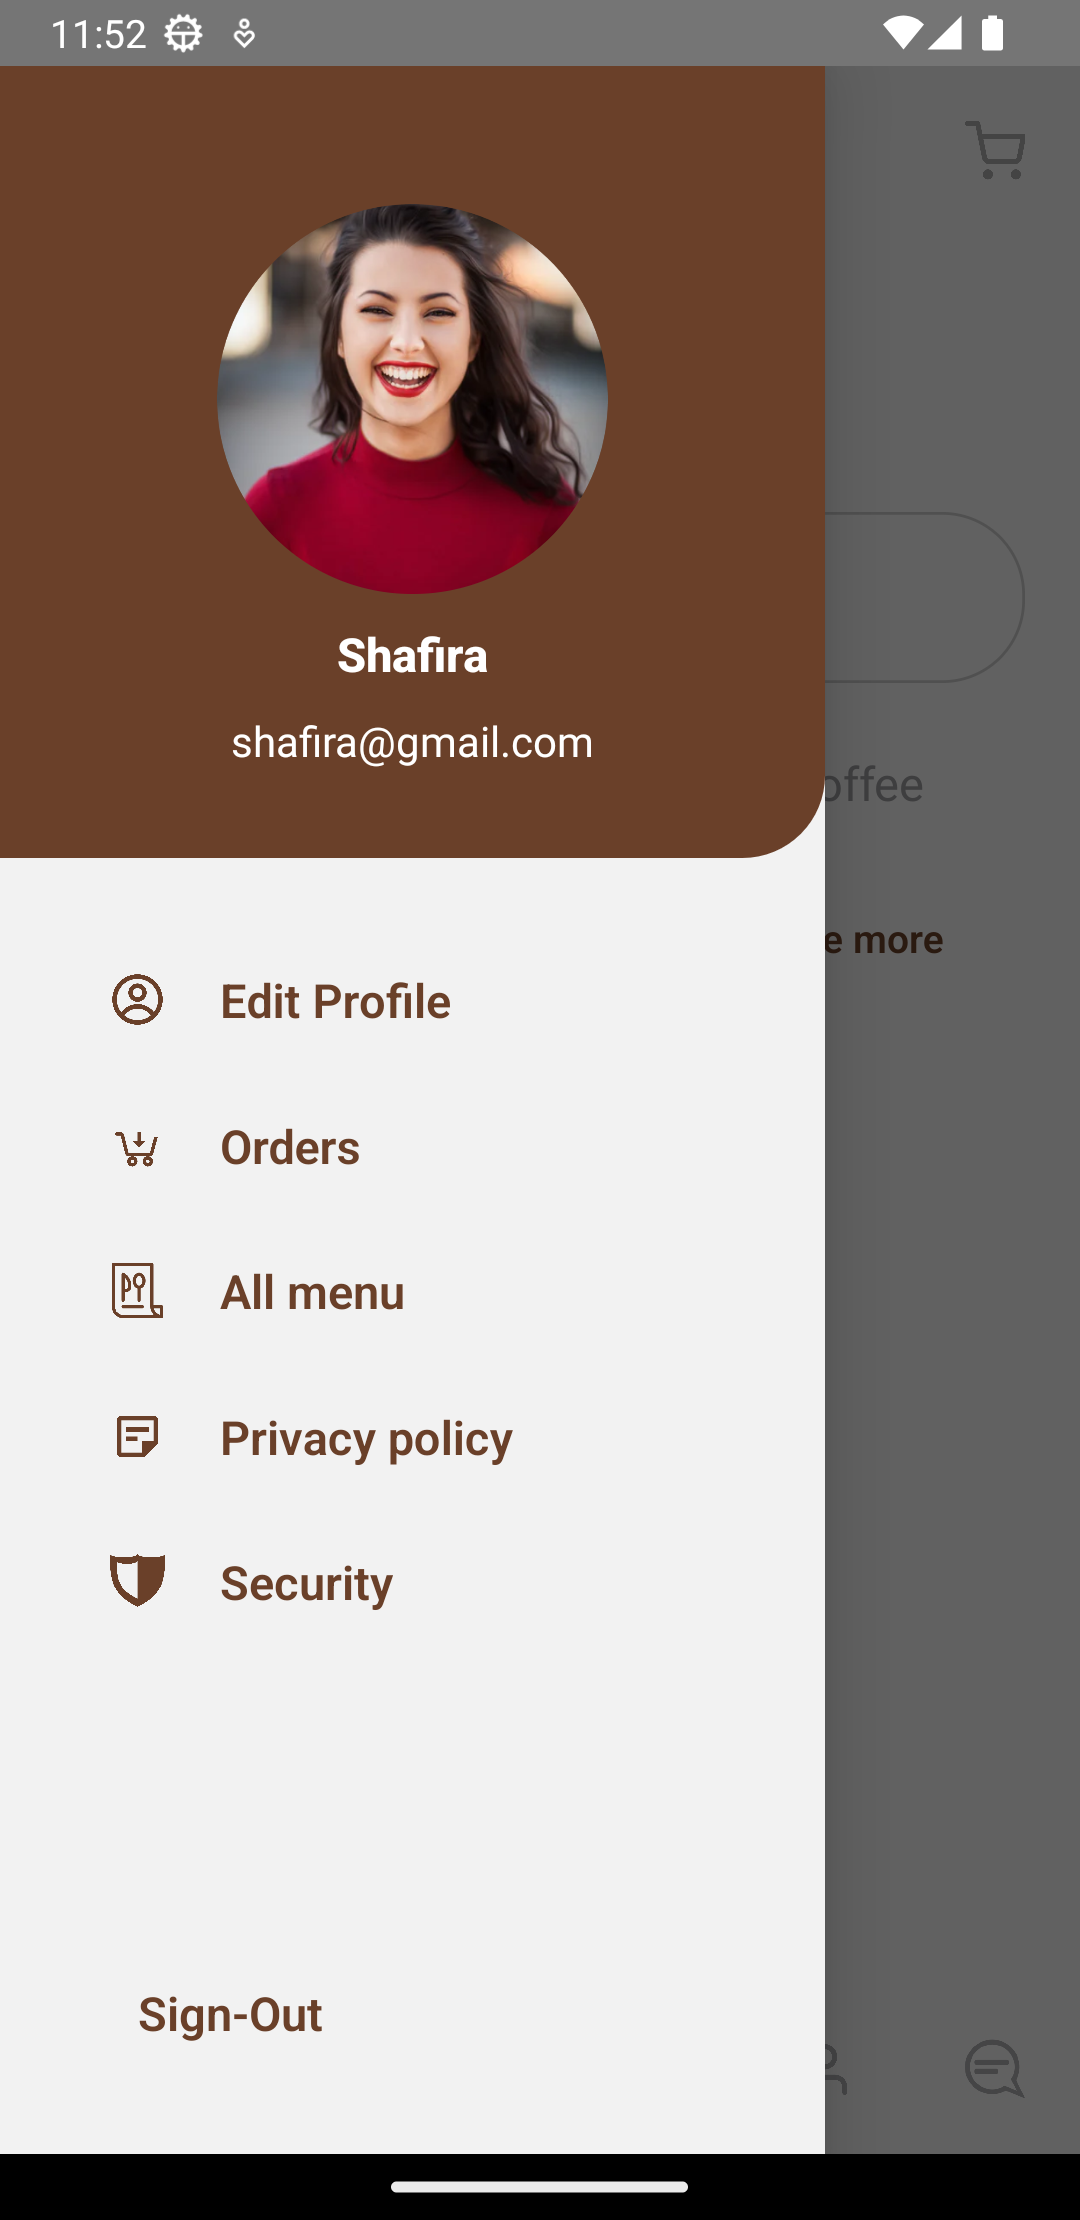 11:52
Shafira
shafira@gmail.com
offee
e more
Edit Profile
Orders
All menu
Privacy policy
Security
Sign-Out